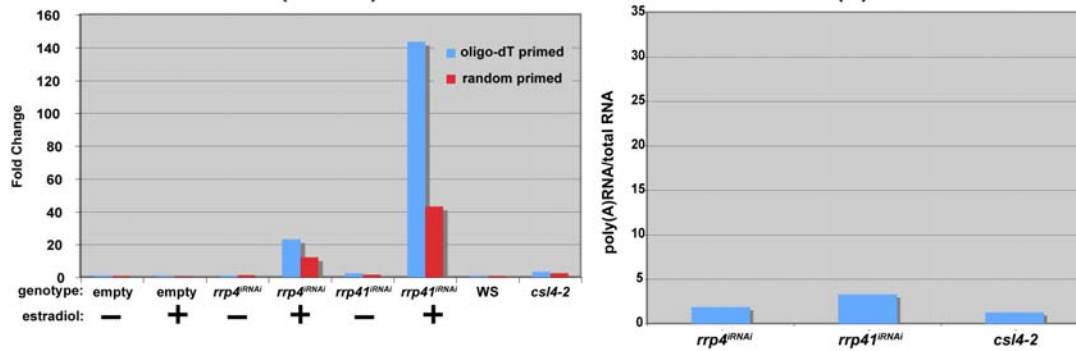 160
140
120
100
80
60
40
20
0
Fold Change
oligo-dT primed
random primed
genotype: empty empty rrp4iRNAi rrp4iRNAi rrp41iRNAi rrp41iRNAi WS csl4-2
estradiol: − + − + − +
35
30
25
20
15
10
5
0
poly(A)RNA/total RNA
rrp4iRNAi rrp41iRNAi csl4-2